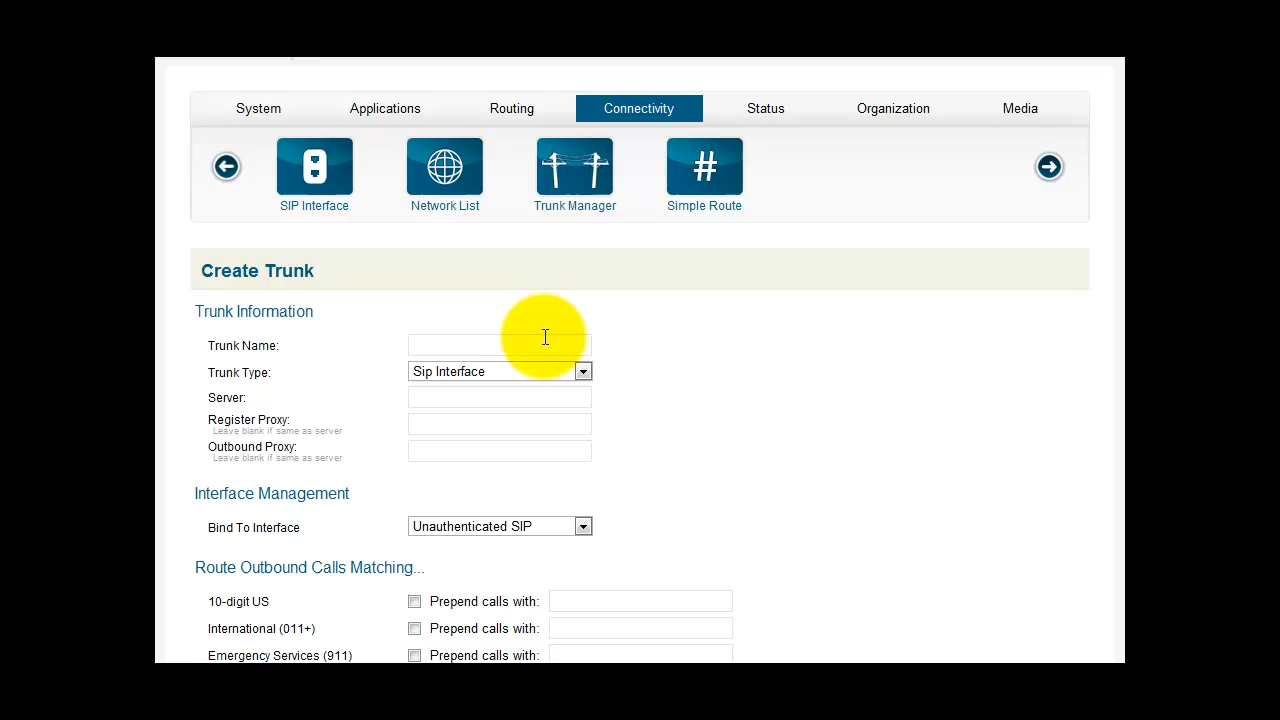 System Applications Routing Connectivity Status Organization Media
SIP Interface Network List Trunk Manager Simple Route
Create Trunk
Trunk Information
Trunk Name:
Trunk Type: Sip Interface
Server:
Register Proxy:
Leave blank if same as server
Outbound Proxy:
Leave blank if same as server
Interface Management
Bind To Interface Unauthenticated SIP
Route Outbound Calls Matching...
10-digit US Prepend calls with:
International (011+) Prepend calls with:
Emergency Services (911) Prepend calls with: